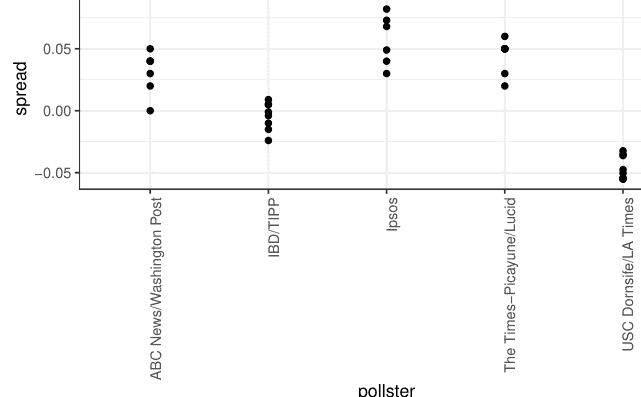 0.05
0.00
−0.05
spread
ABC News/Washington Post
IBD/TIPP
Ipsos
The Times−Picayune/Lucid
USC Dornsife/LA Times
pollster